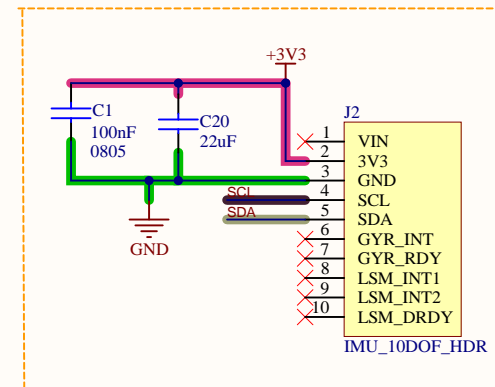 +3V3
C1
100nF
0805
C20
22uF
GND
J2
1 VIN
2 3V3
3 GND
SCL 4 SCL
SDA 5 SDA
6 GYR_INT
7 GYR_RDY
8 LSM_INT1
9 LSM_INT2
10 LSM_DRDY
IMU_10DOF_HDR